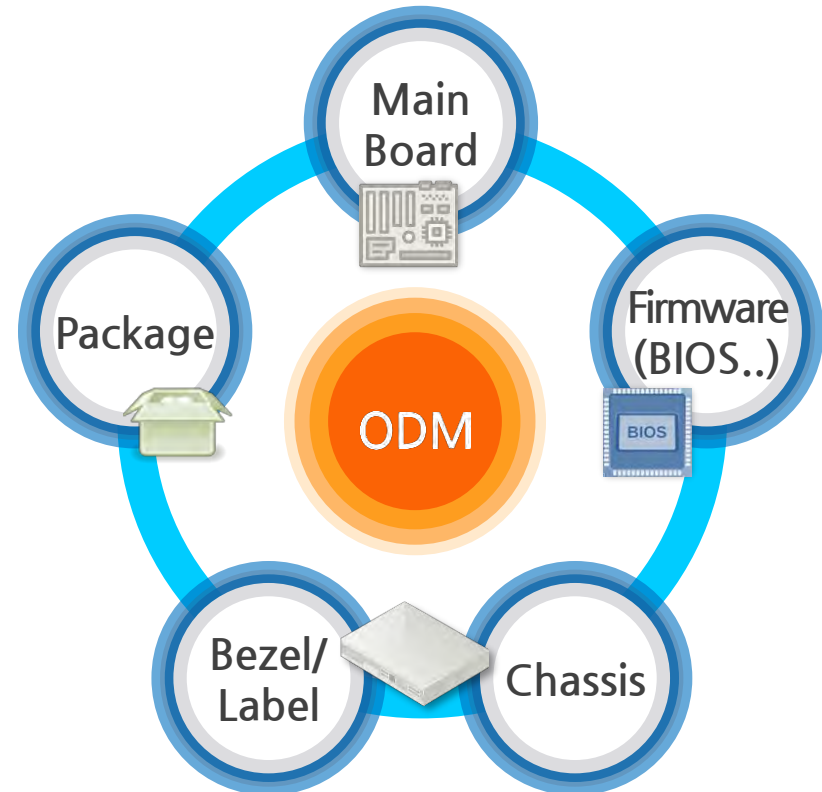 Main
Board
Package
Firmware
(BIOS..)
BIOS
ODM
Bezel/
Label
Chassis